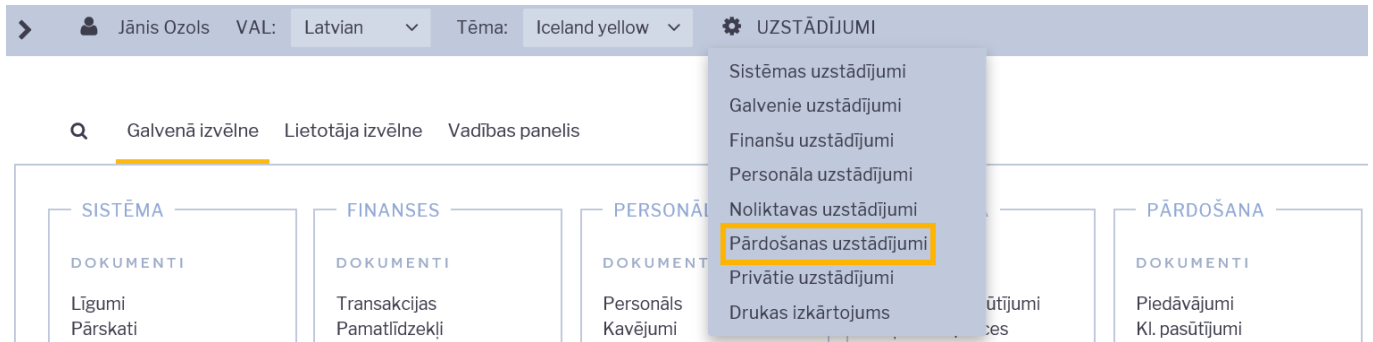 Jānis Ozols VAL: Latvian Tēma: Iceland yellow UZSTĀDĪJUMI
Sistēmas uzstādījumi
Galvenie uzstādījumi
Finanšu uzstādījumi
Personāla uzstādījumi
Noliktavas uzstādījumi
Pārdošanas uzstādījumi
Privātie uzstādījumi
Drukas izkārtojums
Galvenā izvēlne Lietotāja izvēlne Vadības panelis
SISTĒMA
DOKUMENTI
Līgumi
Pārskati
FINANSES
DOKUMENTI
Transakcijas
Pamatlīdzekļi
PERSONĀL
DOKUMENT
Personāls
Kavējumi
PĀRDOŠANA
DOKUMENTI
Piedāvājumi
Kl. pasūtījumi